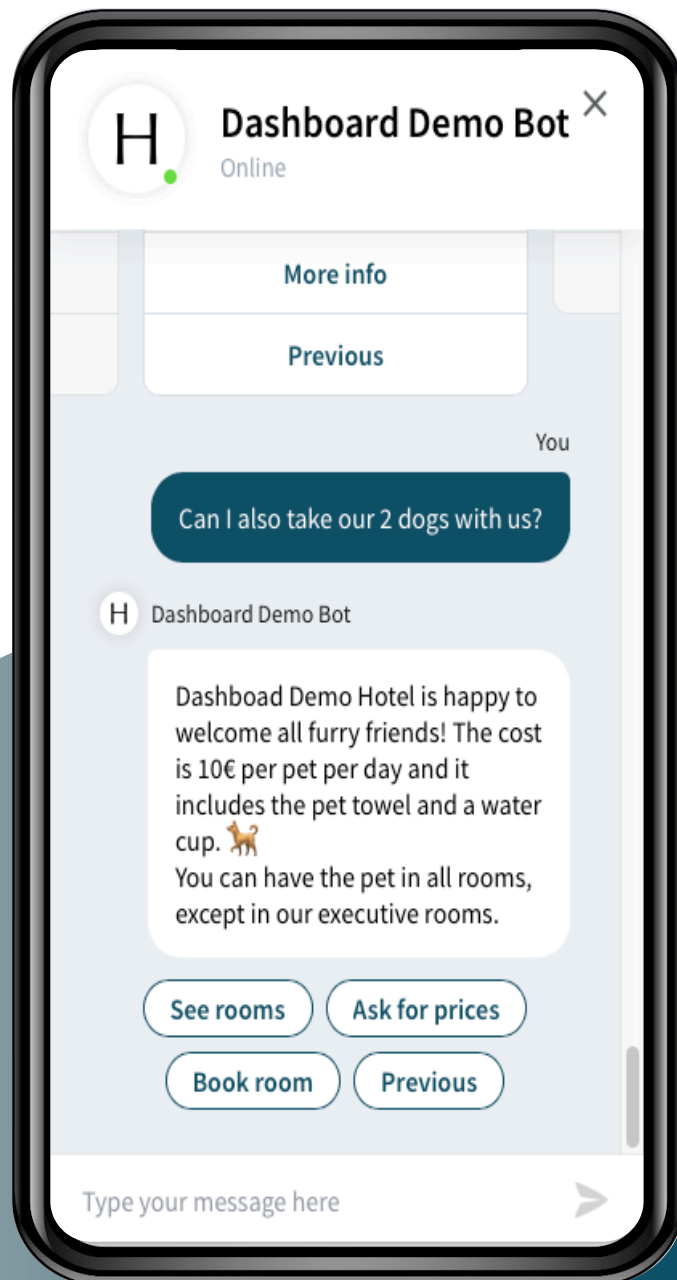 H
Dashboard Demo Bot
Online
More info
Previous
You
Can I also take our 2 dogs with us?
H
Dashboard Demo Bot
Dashboad Demo Hotel is happy to
welcome all furry friends! The cost
is 10€ per pet per day and it
includes the pet towel and a water
cup. 🐕
You can have the pet in all rooms,
except in our executive rooms.
See rooms
Ask for prices
Book room
Previous
Type your message here